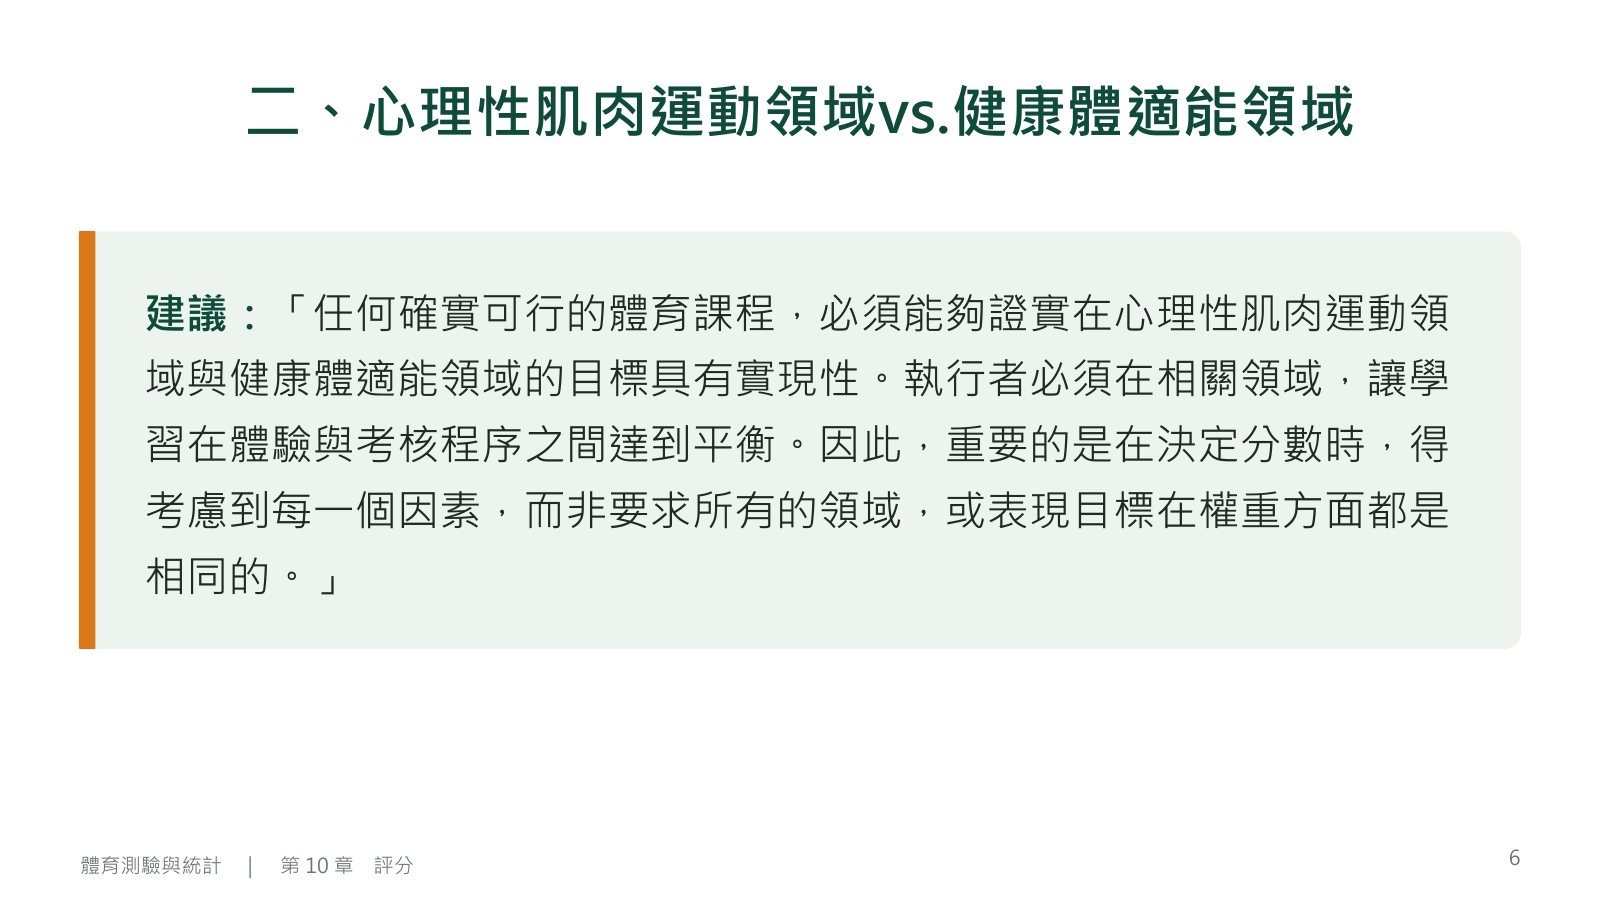 二、心理性肌肉運動領域vs.健康體適能領域
建議：「任何確實可行的體育課程，必須能夠證實在心理性肌肉運動領
域與健康體適能領域的目標具有實現性。執行者必須在相關領域，讓學
習在體驗與考核程序之間達到平衡。因此，重要的是在決定分數時，得
考慮到每一個因素，而非要求所有的領域，或表現目標在權重方面都是
相同的。」
體育測驗與統計　|　第 10 章　評分
6